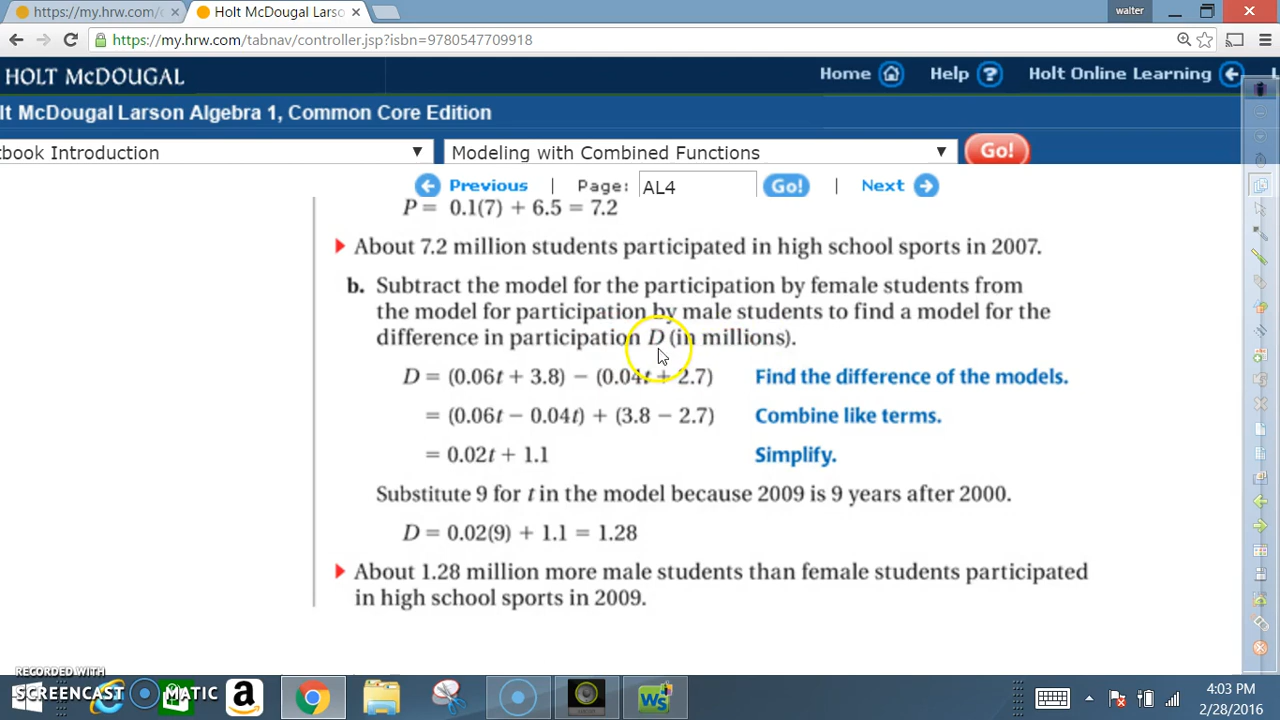 https://my.hrw.com/
Holt McDougal Larso
walter
https://my.hrw.com/tabnav/controller.jsp?isbn=9780547709918
HOLT McDOUGAL
Home
Help
Holt Online Learning
lt McDougal Larson Algebra 1, Common Core Edition
tbook Introduction
Modeling with Combined Functions
Go!
Previous | Page: AL4 Go! | Next
P = 0.1(7) + 6.5 = 7.2
About 7.2 million students participated in high school sports in 2007.
b. Subtract the model for the participation by female students from
the model for participation by male students to find a model for the
difference in participation D (in millions).
D = (0.06t + 3.8) − (0.04t + 2.7) Find the difference of the models.
= (0.06t − 0.04t) + (3.8 − 2.7) Combine like terms.
= 0.02t + 1.1 Simplify.
Substitute 9 for t in the model because 2009 is 9 years after 2000.
D = 0.02(9) + 1.1 = 1.28
About 1.28 million more male students than female students participated
in high school sports in 2009.
RECORDED WITH
SCREENCAST MATIC
WS
4:03 PM
2/28/2016